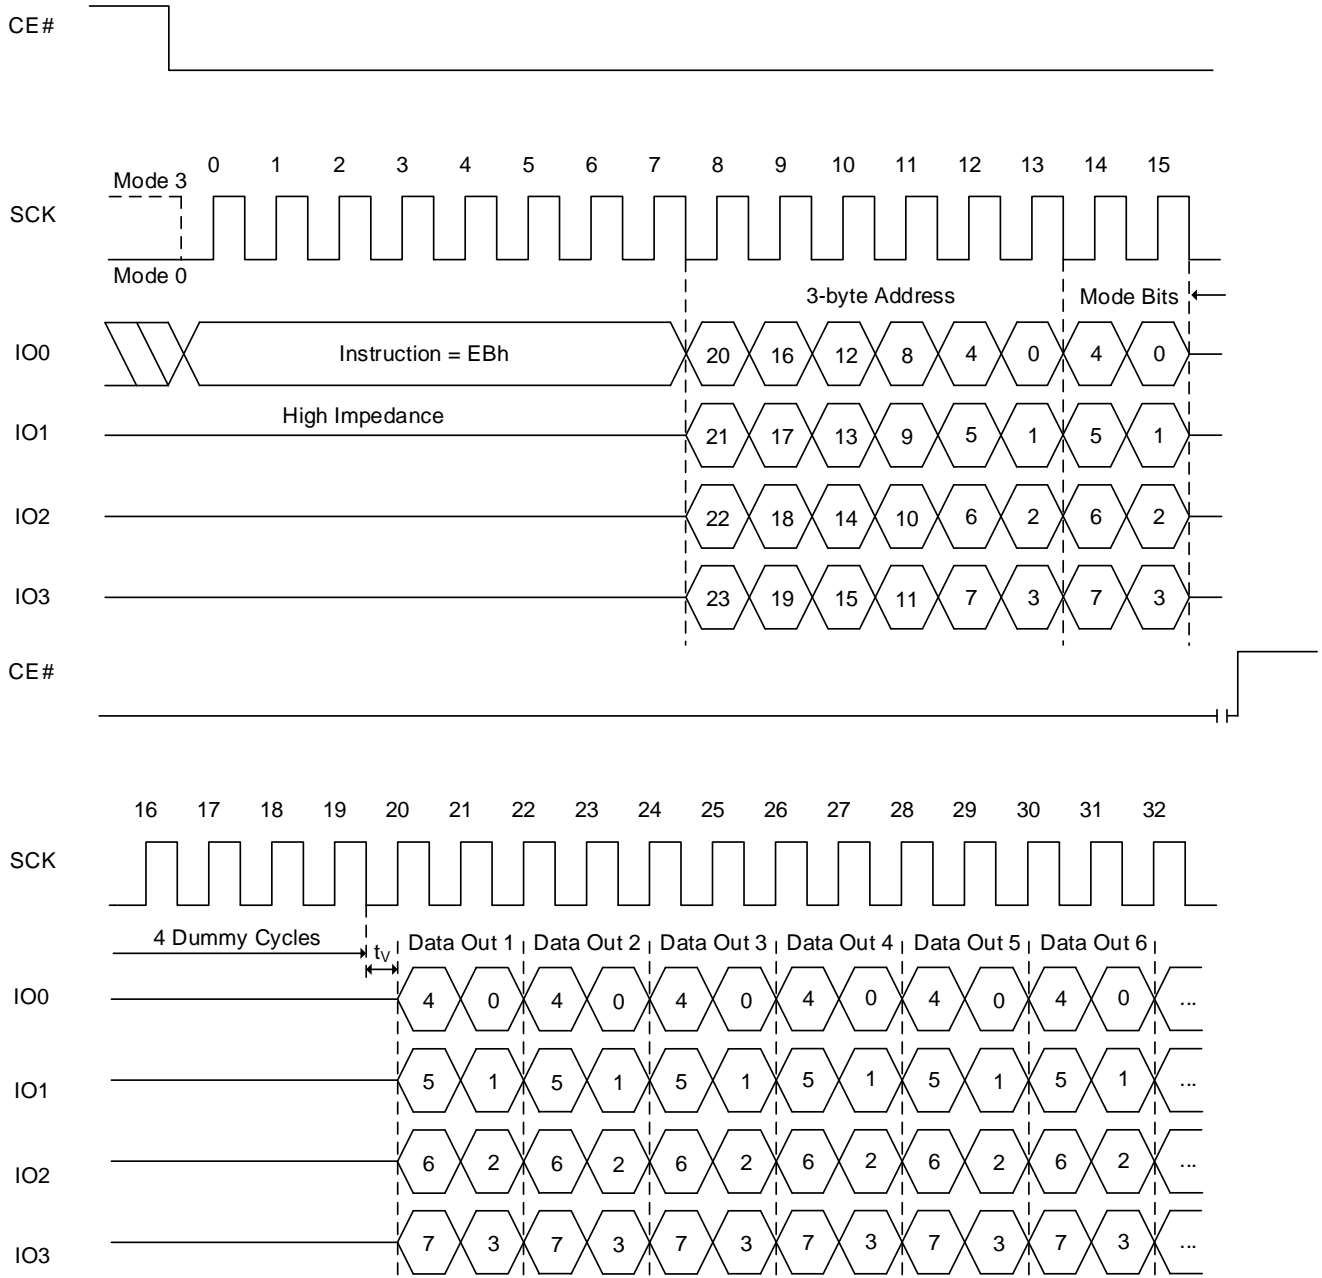 CE#
0 1 2 3 4 5 6 7 8 9 10 11 12 13 14 15
Mode 3
SCK
Mode 0
3-byte Address Mode Bits
IO0 Instruction = EBh 20 16 12 8 4 0 4 0
High Impedance
IO1 21 17 13 9 5 1 5 1
IO2 22 18 14 10 6 2 6 2
IO3 23 19 15 11 7 3 7 3
CE#
16 17 18 19 20 21 22 23 24 25 26 27 28 29 30 31 32
SCK
4 Dummy Cycles tV Data Out 1 Data Out 2 Data Out 3 Data Out 4 Data Out 5 Data Out 6
IO0 4 0 4 0 4 0 4 0 4 0 4 0 ...
IO1 5 1 5 1 5 1 5 1 5 1 5 1 ...
IO2 6 2 6 2 6 2 6 2 6 2 6 2 ...
IO3 7 3 7 3 7 3 7 3 7 3 7 3 ...